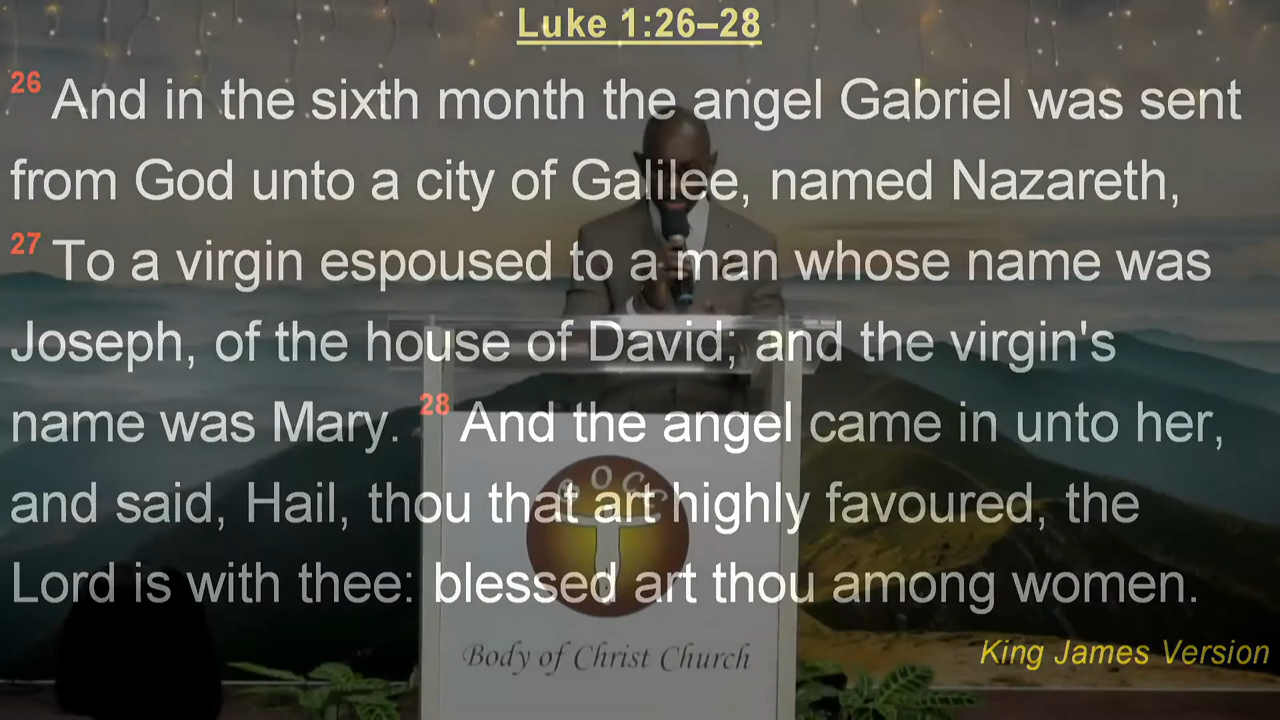 Luke 1:26–28
26 And in the sixth month the angel Gabriel was sent
from God unto a city of Galilee, named Nazareth,
27 To a virgin espoused to a man whose name was
Joseph, of the house of David; and the virgin's
name was Mary. 28 And the angel came in unto her,
and said, Hail, thou that art highly favoured, the
Lord is with thee: blessed art thou among women.
King James Version
BOCC
Body of Christ Church